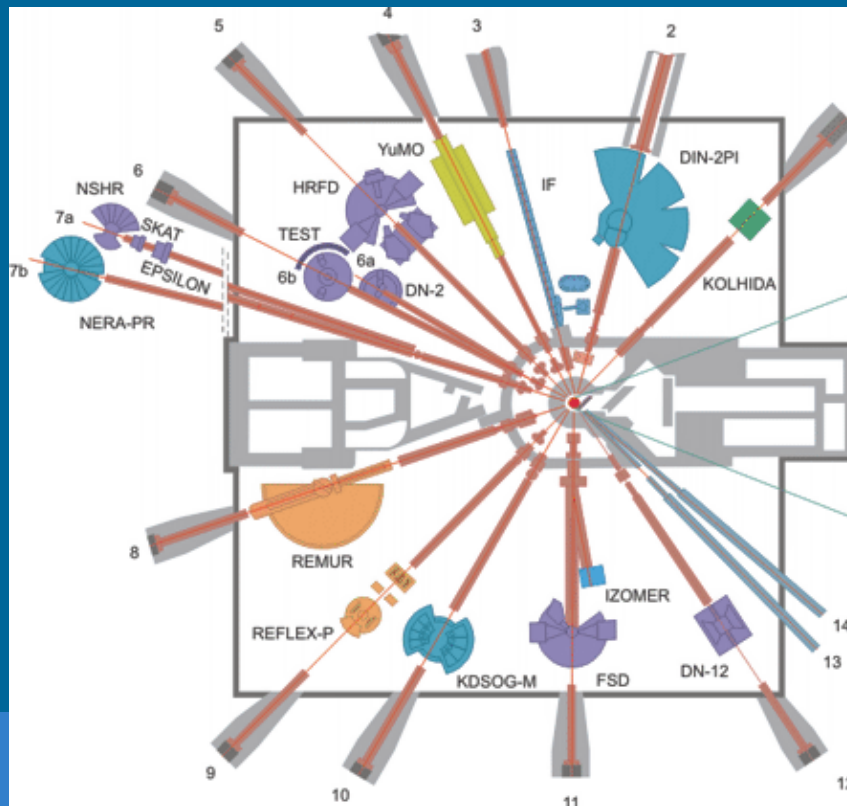 5
4
3
2
YuMO
DIN-2PI
6
NSHR
HRFD
IF
7a
SKAT
TEST
6a
7b
EPSILON
6b
DN-2
KOLHIDA
NERA-PR
8
REMUR
IZOMER
REFLEX-P
14
KDSOG-M
FSD
DN-12
13
9
10
11
12